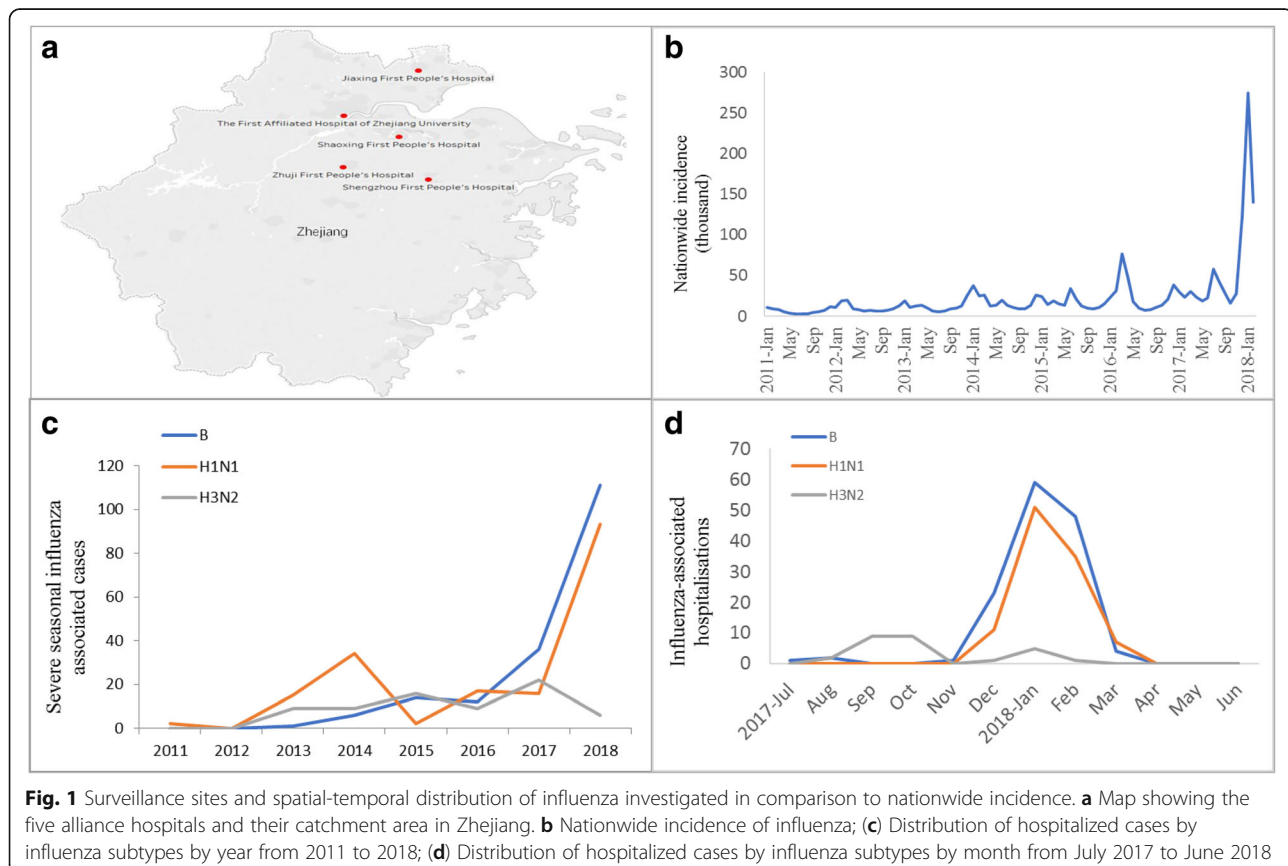 a
Jiaxing First People's Hospital
The First Affiliated Hospital of Zhejiang University
Shaoxing First People's Hospital
Zhuji First People's Hospital
Shengzhou First People's Hospital
Zhejiang
b
Nationwide incidence
(thousand)
300
250
200
150
100
50
0
2011-Jan
May
Sep
2012-Jan
May
Sep
2013-Jan
May
Sep
2014-Jan
May
Sep
2015-Jan
May
Sep
2016-Jan
May
Sep
2017-Jan
May
Sep
2018-Jan
c
B
H1N1
H3N2
Severe seasonal influenza
associated cases
120
100
80
60
40
20
0
2011 2012 2013 2014 2015 2016 2017 2018
d
B
H1N1
H3N2
Influenza-associated
hospitalisations
70
60
50
40
30
20
10
0
2017-Jul
Aug
Sep
Oct
Nov
Dec
2018-Jan
Feb
Mar
Apr
May
Jun
Fig. 1 Surveillance sites and spatial-temporal distribution of influenza investigated in comparison to nationwide incidence. a Map showing the
five alliance hospitals and their catchment area in Zhejiang. b Nationwide incidence of influenza; (c) Distribution of hospitalized cases by
influenza subtypes by year from 2011 to 2018; (d) Distribution of hospitalized cases by influenza subtypes by month from July 2017 to June 2018